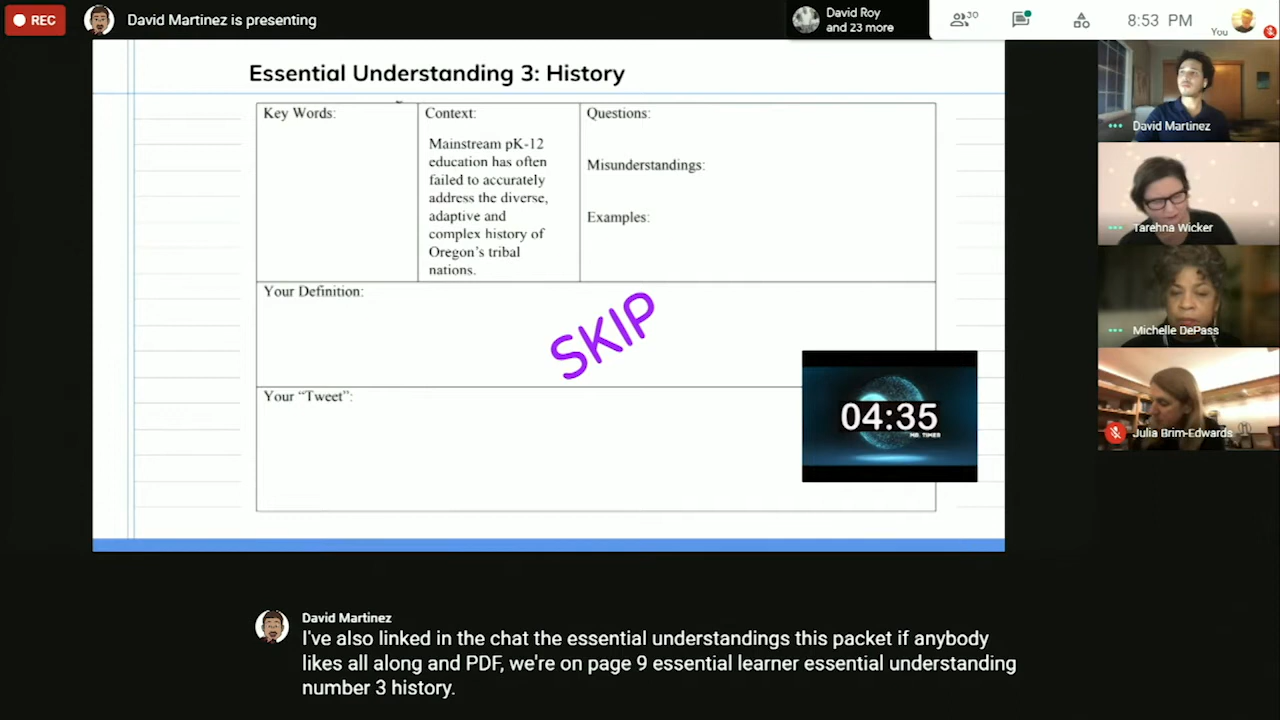 REC
David Martinez is presenting
David Roy
and 23 more
30
8:53 PM
You
Essential Understanding 3: History
Key Words:
Context:
Mainstream pK-12
education has often
failed to accurately
address the diverse,
adaptive and
complex history of
Oregon's tribal
nations.
Questions:
Misunderstandings:
Examples:
Your Definition:
SKIP
Your “Tweet”:
04:35
MR. TIMER
David Martinez
Tarehna Wicker
Michelle DePass
Julia Brim-Edwards
David Martinez
I've also linked in the chat the essential understandings this packet if anybody
likes all along and PDF, we're on page 9 essential learner essential understanding
number 3 history.